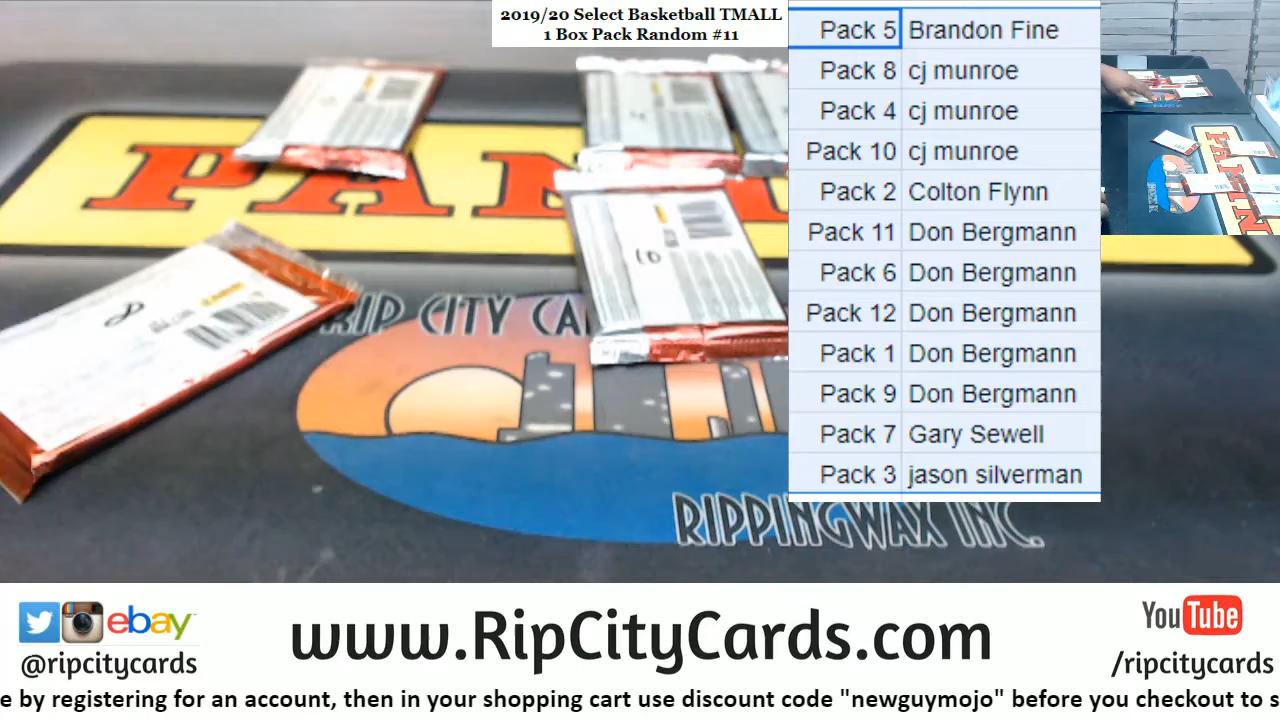 2019/20 Select Basketball TMALL
1 Box Pack Random #11
Pack 5 Brandon Fine
Pack 8 cj munroe
Pack 4 cj munroe
Pack 10 cj munroe
Pack 2 Colton Flynn
Pack 11 Don Bergmann
Pack 6 Don Bergmann
Pack 12 Don Bergmann
Pack 1 Don Bergmann
Pack 9 Don Bergmann
Pack 7 Gary Sewell
Pack 3 jason silverman
PANI
10
8
RIP CITY CA
RIPPINGWAX INC.
PANIN
ebay
@ripcitycards
www.RipCityCards.com
YouTube
/ripcitycards
e by registering for an account, then in your shopping cart use discount code "newguymojo" before you checkout to s